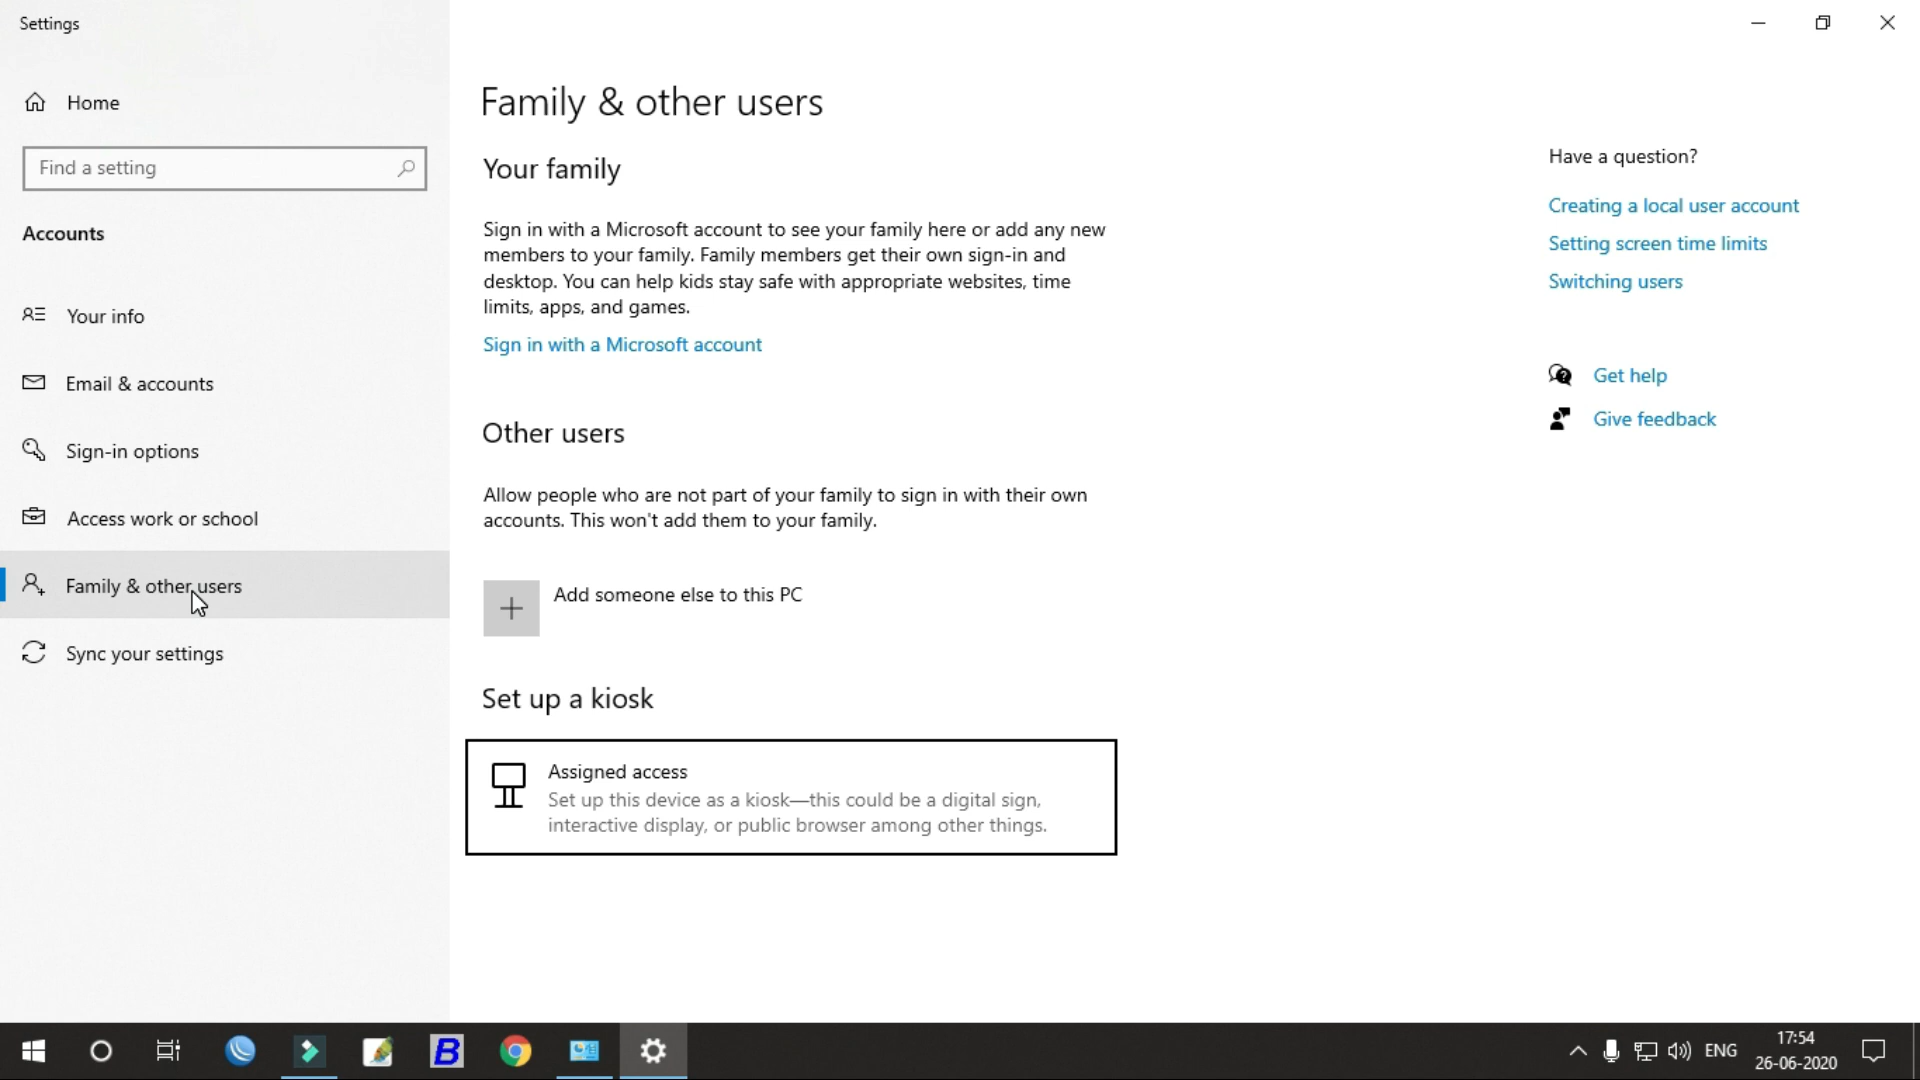 Settings
Home
Find a setting
Accounts
Your info
Email & accounts
Sign-in options
Access work or school
Family & other users
Sync your settings
Family & other users
Your family
Sign in with a Microsoft account to see your family here or add any new
members to your family. Family members get their own sign-in and
desktop. You can help kids stay safe with appropriate websites, time
limits, apps, and games.
Sign in with a Microsoft account
Other users
Allow people who are not part of your family to sign in with their own
accounts. This won't add them to your family.
Add someone else to this PC
Set up a kiosk
Assigned access
Set up this device as a kiosk—this could be a digital sign,
interactive display, or public browser among other things.
Have a question?
Creating a local user account
Setting screen time limits
Switching users
Get help
Give feedback
B
ENG
17:54
26-06-2020